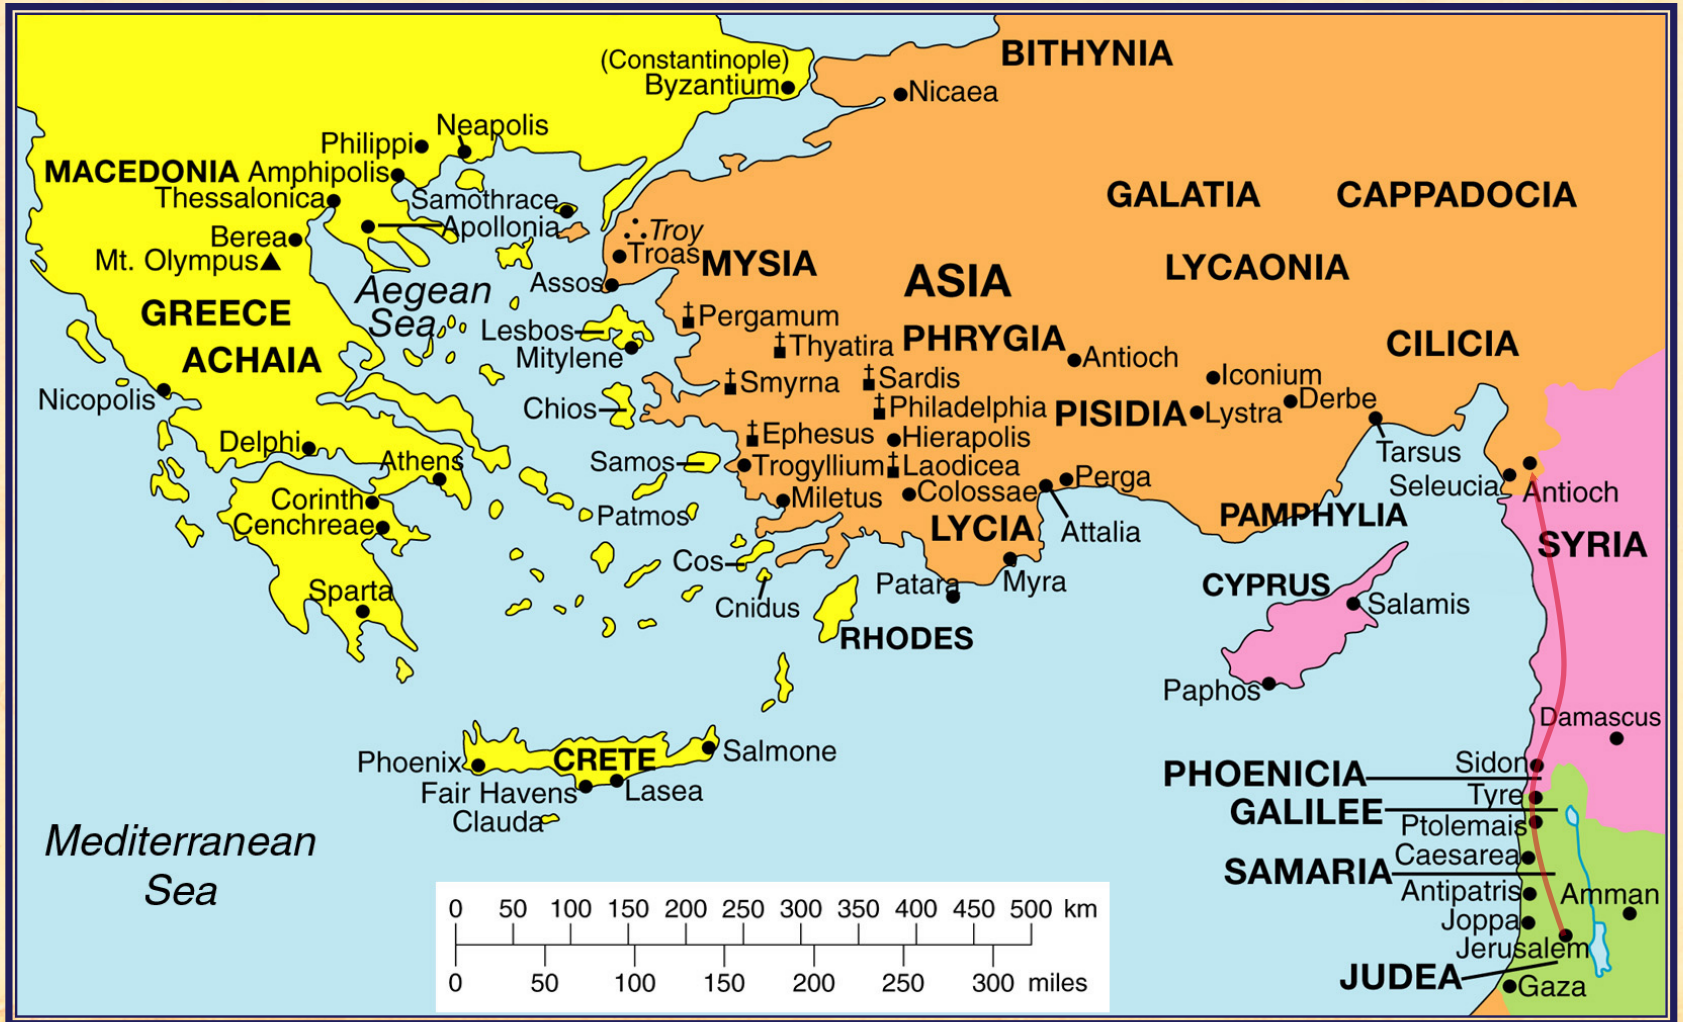 (Constantinople)
Byzantium
BITHYNIA
Nicaea
Neapolis
Philippi
MACEDONIA
Amphipolis
Thessalonica
Samothrace
Apollonia
GALATIA
CAPPADOCIA
Berea
Mt. Olympus
Troy
Troas
MYSIA
LYCAONIA
Assos
ASIA
Aegean
Sea
GREECE
Pergamum
Lesbos
Mitylene
Thyatira
PHRYGIA
Antioch
CILICIA
ACHAIA
Nicopolis
Smyrna
Sardis
Iconium
Derbe
Chios
Philadelphia
PISIDIA
Lystra
Delphi
Athens
Ephesus
Hierapolis
Tarsus
Samos
Trogyllium
Laodicea
Perga
Seleucia
Antioch
Corinth
Cenchreae
Miletus
Colossae
Patmos
LYCIA
Attalia
PAMPHYLIA
SYRIA
Cos
Cnidus
Patara
Myra
CYPRUS
Salamis
Sparta
RHODES
Paphos
Damascus
Phoenix
CRETE
Salmone
Fair Havens
Lasea
Clauda
Sidon
PHOENICIA
Tyre
GALILEE
Ptolemais
Mediterranean
Sea
Caesarea
SAMARIA
Antipatris
Amman
Joppa
Jerusalem
JUDEA
Gaza
0 50 100 150 200 250 300 350 400 450 500 km
0 50 100 150 200 250 300 miles